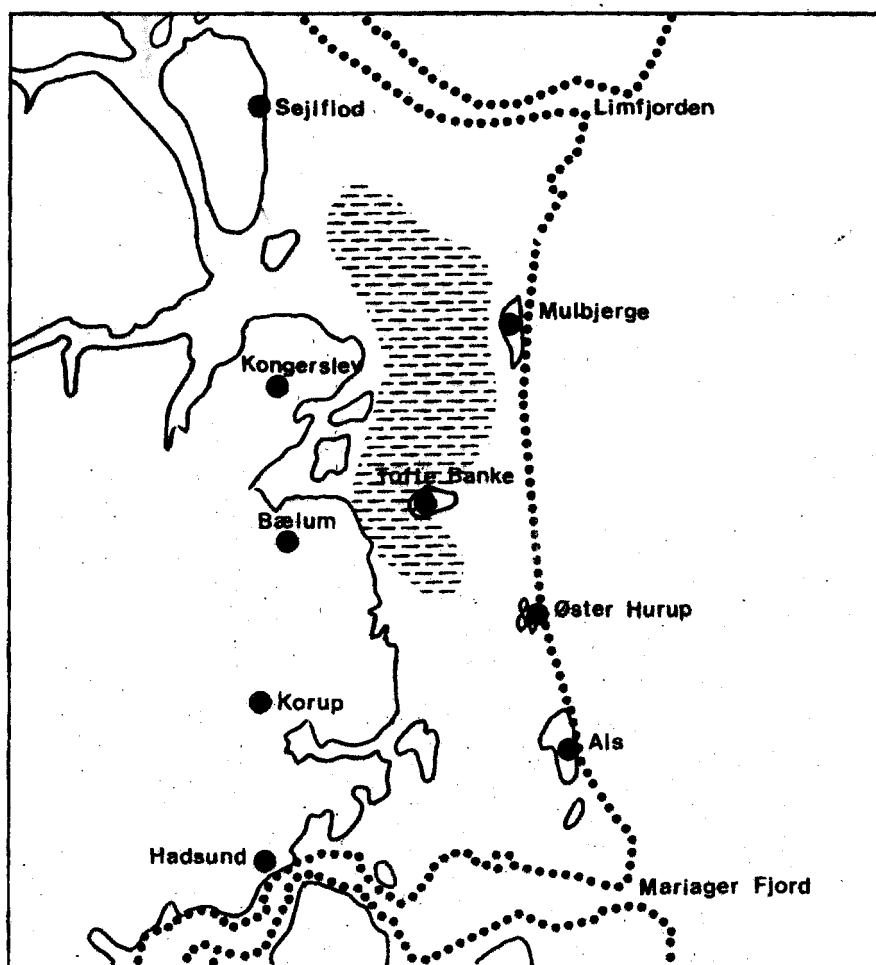 Sejlflod
Limfjorden
Mulbjerge
Kongerslev
Tofte Banke
Bælum
Øster Hurup
Korup
Als
Hadsund
Mariager Fjord